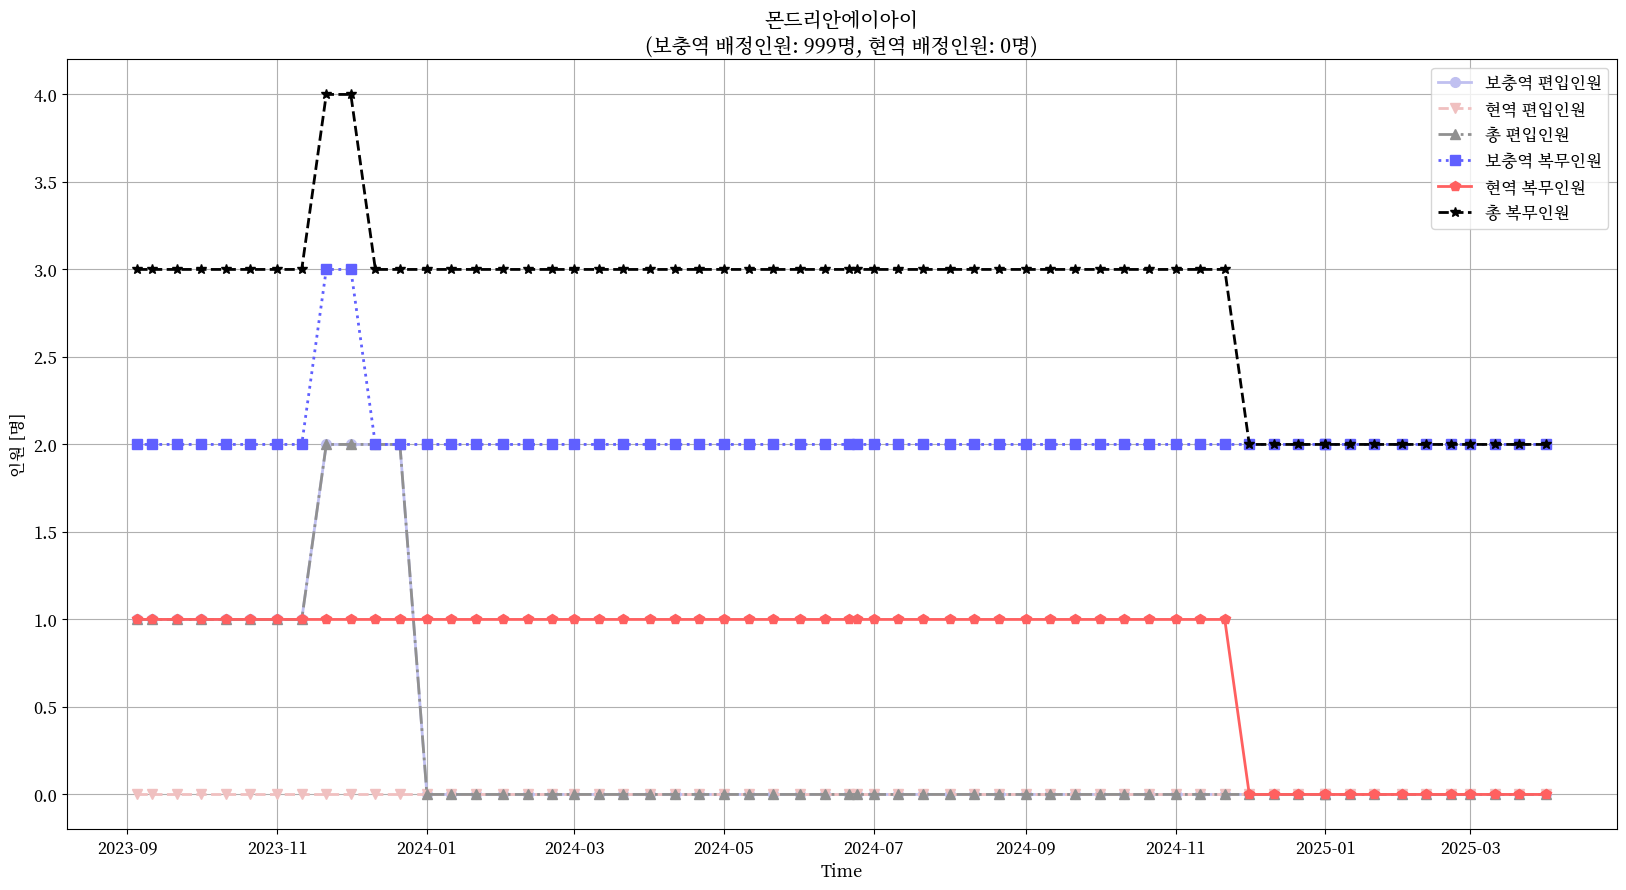 몬드리안에이아이
(보충역 배정인원: 999명, 현역 배정인원: 0명)
보충역 편입인원
현역 편입인원
총 편입인원
보충역 복무인원
현역 복무인원
총 복무인원
인원 [명]
4.0
3.5
3.0
2.5
2.0
1.5
1.0
0.5
0.0
2023-09
2023-11
2024-01
2024-03
2024-05
2024-07
2024-09
2024-11
2025-01
2025-03
Time